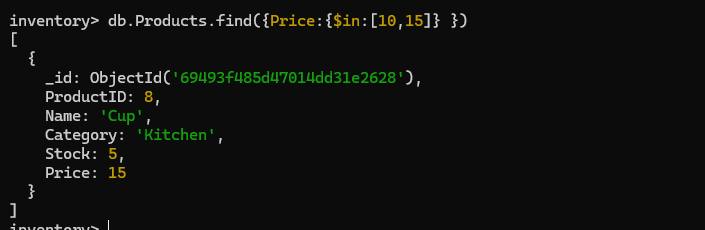 inventory> db.Products.find({Price:{$in:[10,15]} })
[
  {
    _id: ObjectId('69493f485d47014dd31e2628'),
    ProductID: 8,
    Name: 'Cup',
    Category: 'Kitchen',
    Stock: 5,
    Price: 15
  }
]
inventory>